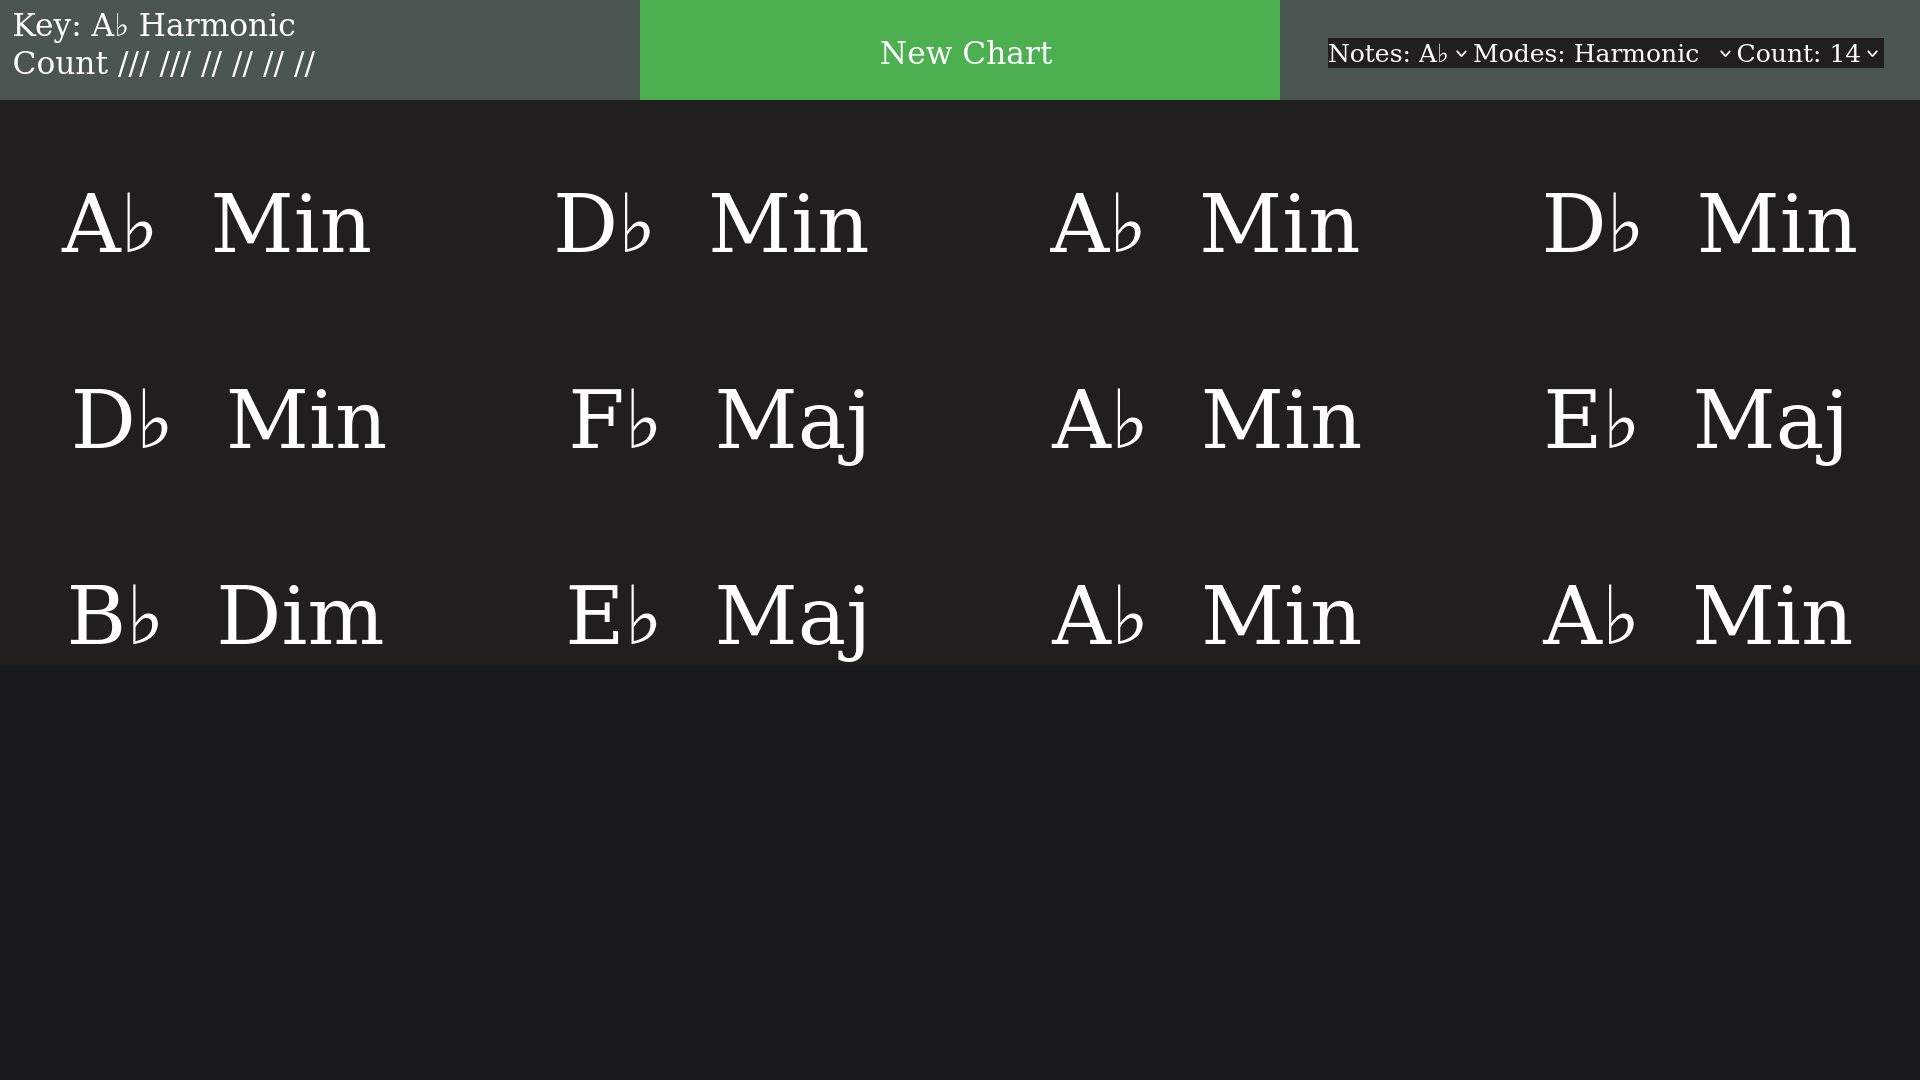 Key: A♭ Harmonic
Count /// /// // // // //
New Chart
Notes: A♭ Modes: Harmonic Count: 14
A♭ Min D♭ Min A♭ Min D♭ Min
D♭ Min F♭ Maj A♭ Min E♭ Maj
B♭ Dim E♭ Maj A♭ Min A♭ Min